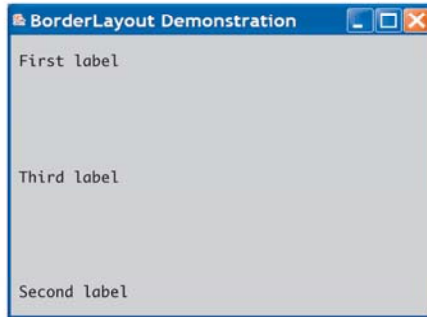 BorderLayout Demonstration
First label
Third label
Second label